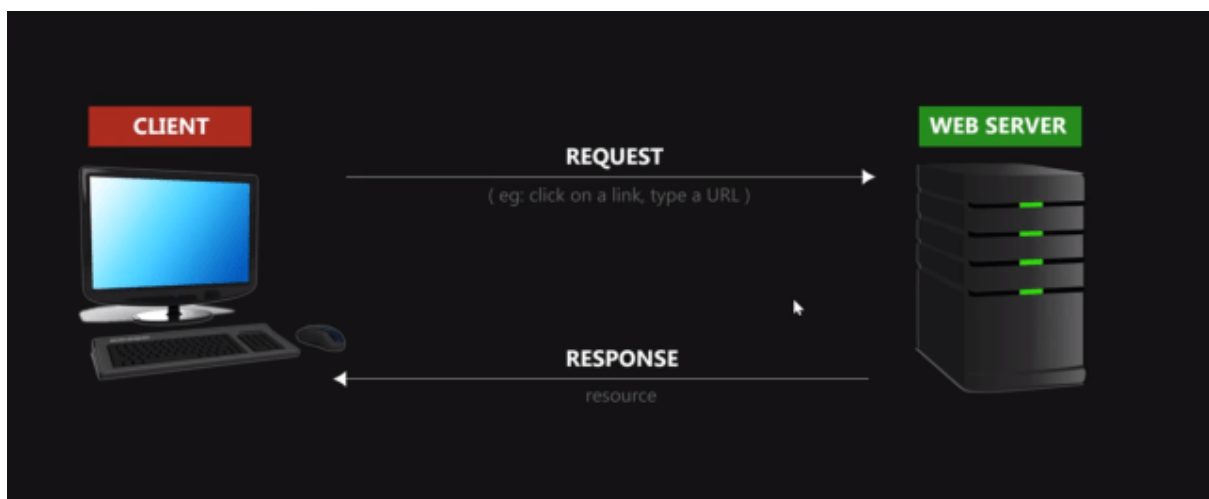 CLIENT
WEB SERVER
REQUEST
( eg: click on a link, type a URL )
RESPONSE
resource